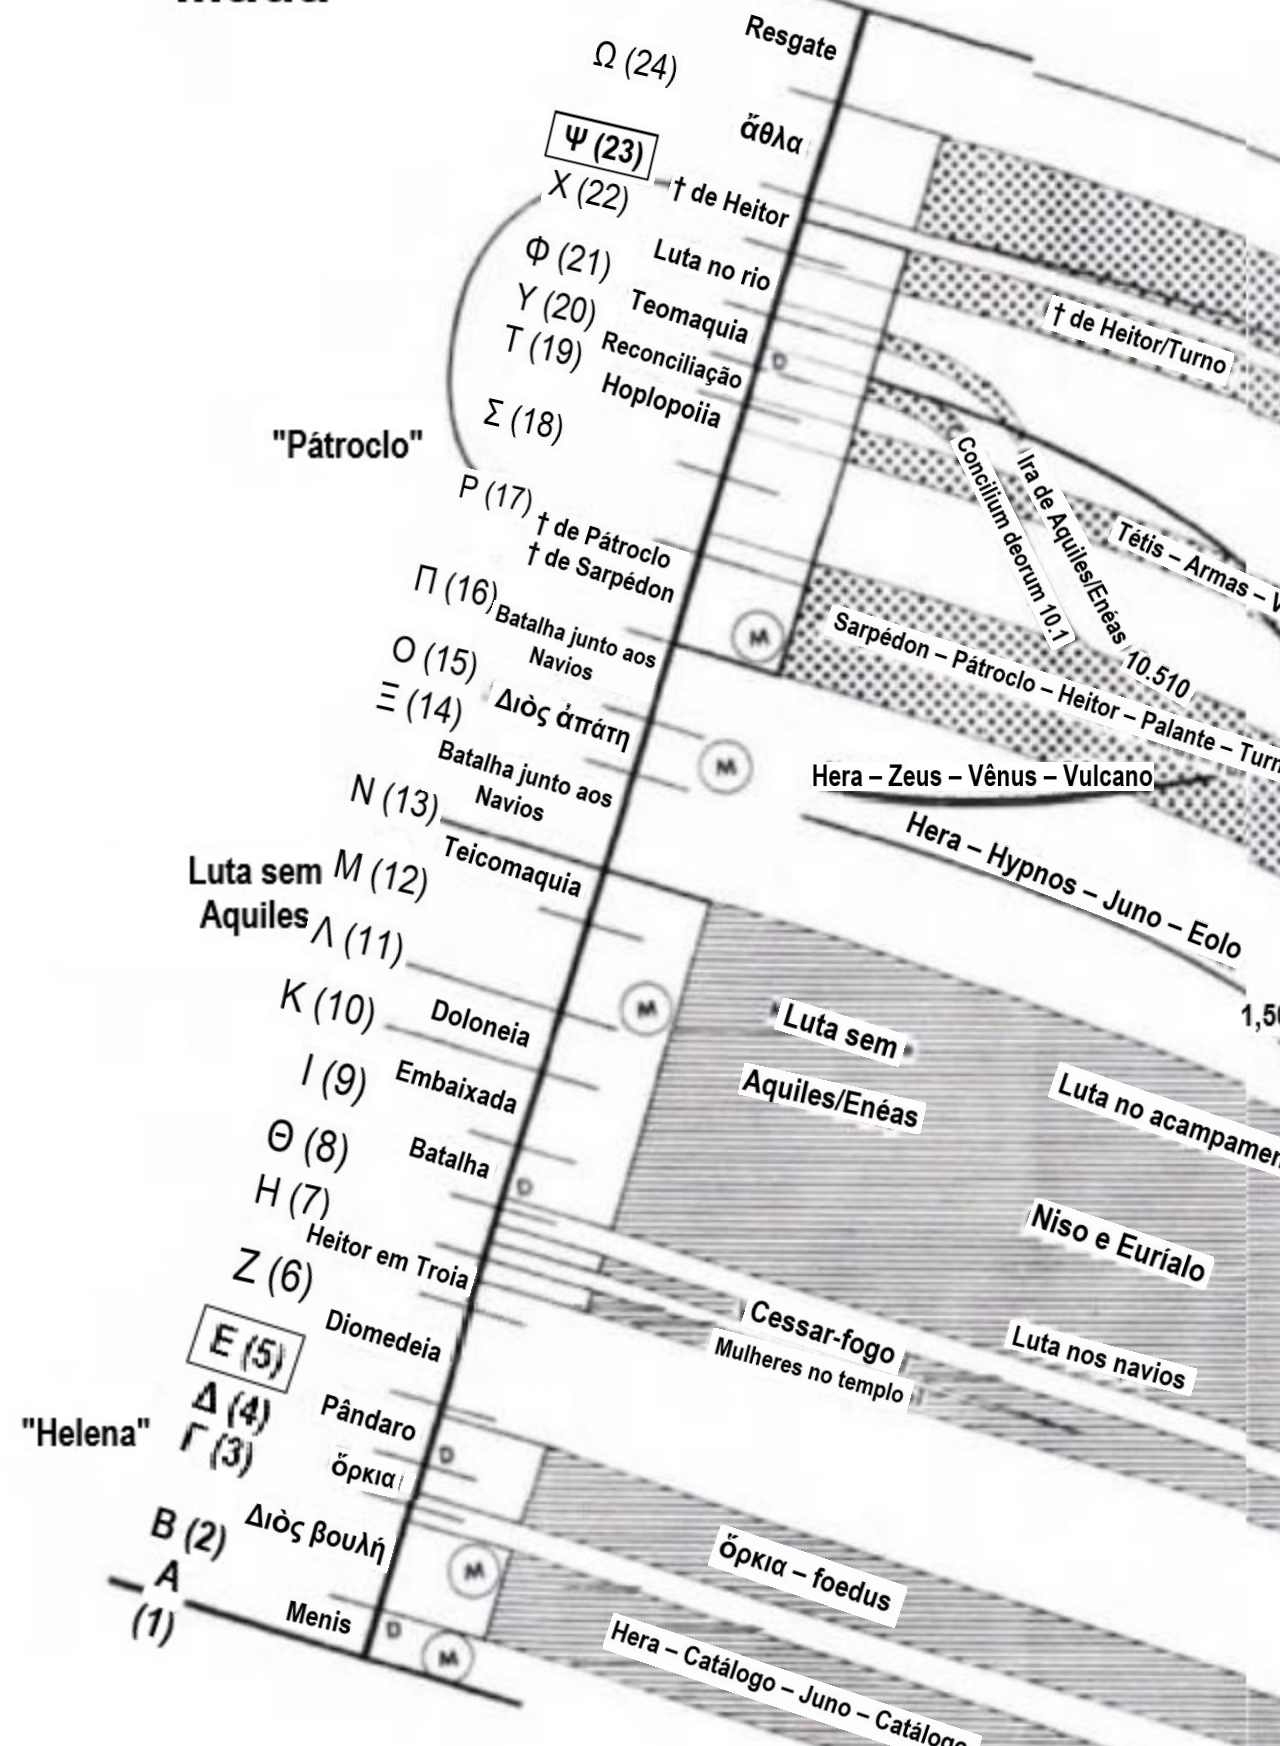 Resgate
Ω (24)
ἄθλα
Ψ (23)
Χ (22)
† de Heitor
Φ (21)
Luta no rio
Υ (20)
Teomaquia
Τ (19)
Reconciliação
D
Hoplopoiia
Σ (18)
"Pátroclo"
Ρ (17)
† de Pátroclo
† de Sarpédon
Π (16)
M
Batalha junto aos
Navios
Ο (15)
Ξ (14)
Διὸς ἀπάτη
M
Batalha junto aos
Navios
Ν (13)
Teicomaquia
Luta sem
Aquiles
Μ (12)
Λ (11)
M
Κ (10)
Doloneia
Ι (9)
Embaixada
Θ (8)
Batalha
D
Η (7)
Heitor em Troia
Ζ (6)
Diomedeia
Ε (5)
Δ (4)
Pândaro
D
"Helena"
Γ (3)
ὅρκια
Β (2)
Διὸς βουλή
M
Α
(1)
Menis
D
M
† de Heitor/Turno
Concilium deorum 10.1
Ira de Aquiles/Enéas 10.510
Tétis – Armas –
Sarpédon – Pátroclo – Heitor – Palante –
Hera – Zeus – Vênus – Vulcano
Hera – Hypnos – Juno – Eolo
Luta sem
Aquiles/Enéas
Luta no
Niso e Euríalo
Cessar-fogo
Luta nos navios
Mulheres no templo
ὅρκια – foedus
Hera – Catálogo – Juno – Catálogo